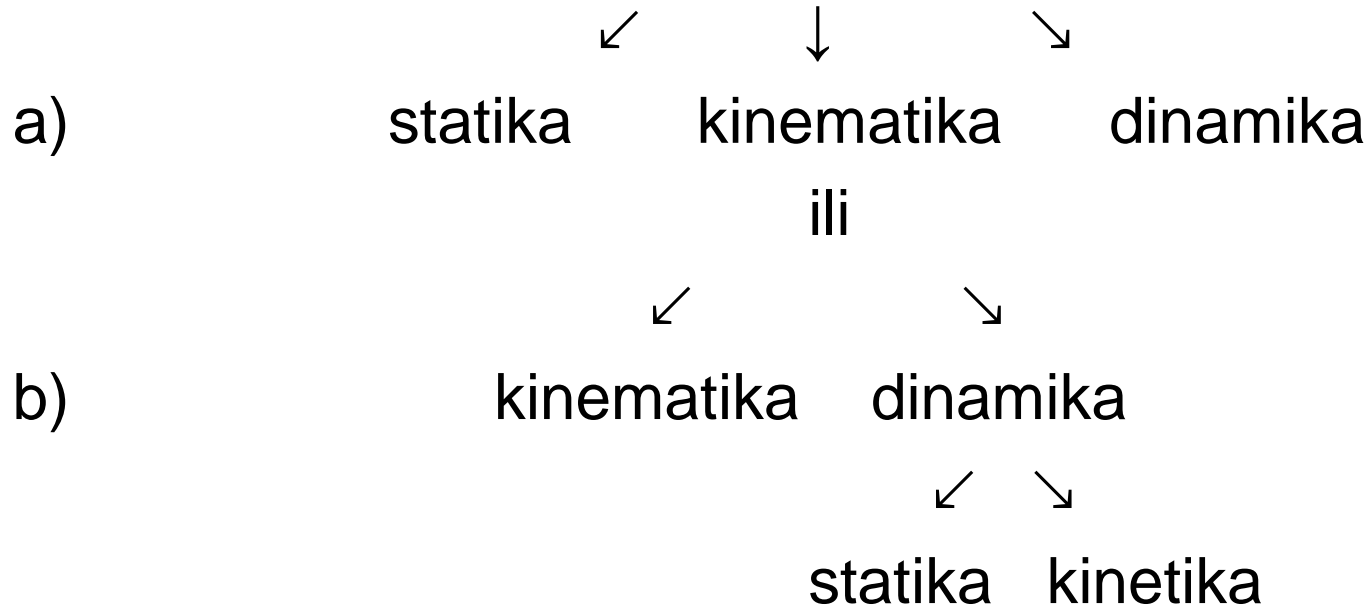 ↙ ↓ ↘
a) statika kinematika dinamika
ili
↙ ↘
b) kinematika dinamika
↙ ↘
statika kinetika